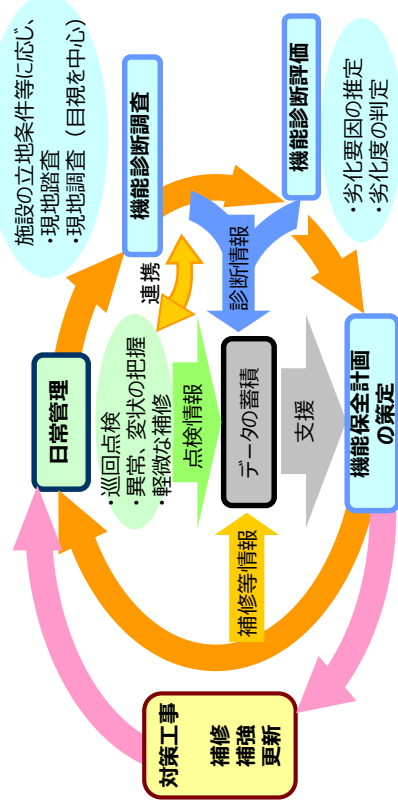 日常管理
・巡回点検
・異常、変状の把握
・軽微な補修
施設の立地条件等に応じ、
・現地踏査
・現地調査（目視を中心）
機能診断調査
連携
機能診断評価
・劣化要因の推定
・劣化度の判定
点検情報
診断情報
データの蓄積
補修等情報
支援
機能保全計画
の策定
対策工事
補修
補強
更新